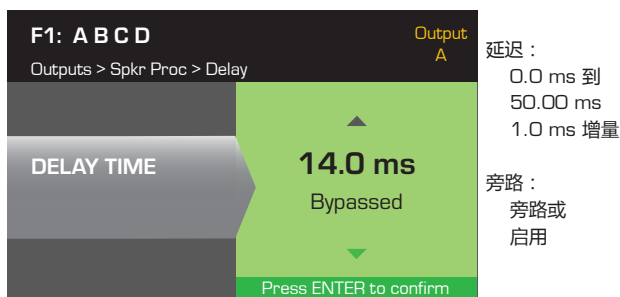 F1: A B C D
Output
A
Outputs > Spkr Proc > Delay
DELAY TIME
14.0 ms
Bypassed
Press ENTER to confirm
延迟：
0.0 ms 到
50.00 ms
1.0 ms 增量
旁路：
旁路或
启用